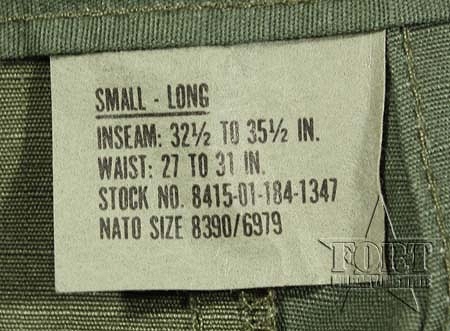 SMALL - LONG
INSEAM: 32½ TO 35½ IN.
WAIST: 27 TO 31 IN.
STOCK NO. 8415-01-184-1347
NATO SIZE 8390/6979
FORT